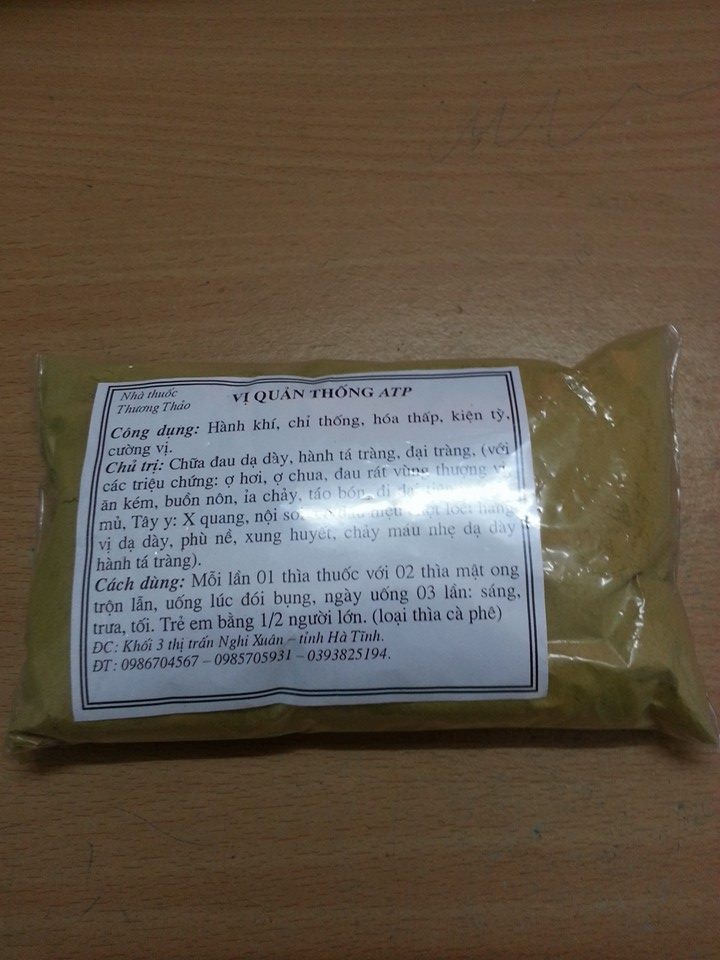 Nhà thuốc
Thương Thảo
VỊ QUẢN THỐNG ATP
Công dụng: Hành khí, chỉ thống, hóa thấp, kiện tỳ,
cường vị.
Chủ trị: Chữa đau dạ dày, hành tá tràng, đại tràng, (với
các triệu chứng: ợ hơi, ợ chua, đau rát vùng thượng vị,
ăn kém, buồn nôn, ỉa chảy, táo bón, đi
mủ, Tây y: X quang, nội soi loét hang
vị dạ dày, phù nề, xung huyết, chảy máu nhẹ dạ dày
hành tá tràng).
Cách dùng: Mỗi lần 01 thìa thuốc với 02 thìa mật ong
trộn lẫn, uống lúc đói bụng, ngày uống 03 lần: sáng,
trưa, tối. Trẻ em bằng 1/2 người lớn. (loại thìa cà phê)
ĐC: Khối 3 thị trấn Nghi Xuân – tỉnh Hà Tĩnh.
ĐT: 0986704567 – 0985705931 – 0393825194.